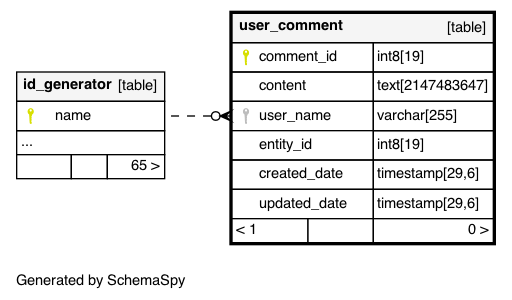 user_comment [table]
comment_id int8[19]
content text[2147483647]
user_name varchar[255]
entity_id int8[19]
created_date timestamp[29,6]
updated_date timestamp[29,6]
< 1 0 >
id_generator [table]
name
...
65 >
Generated by SchemaSpy